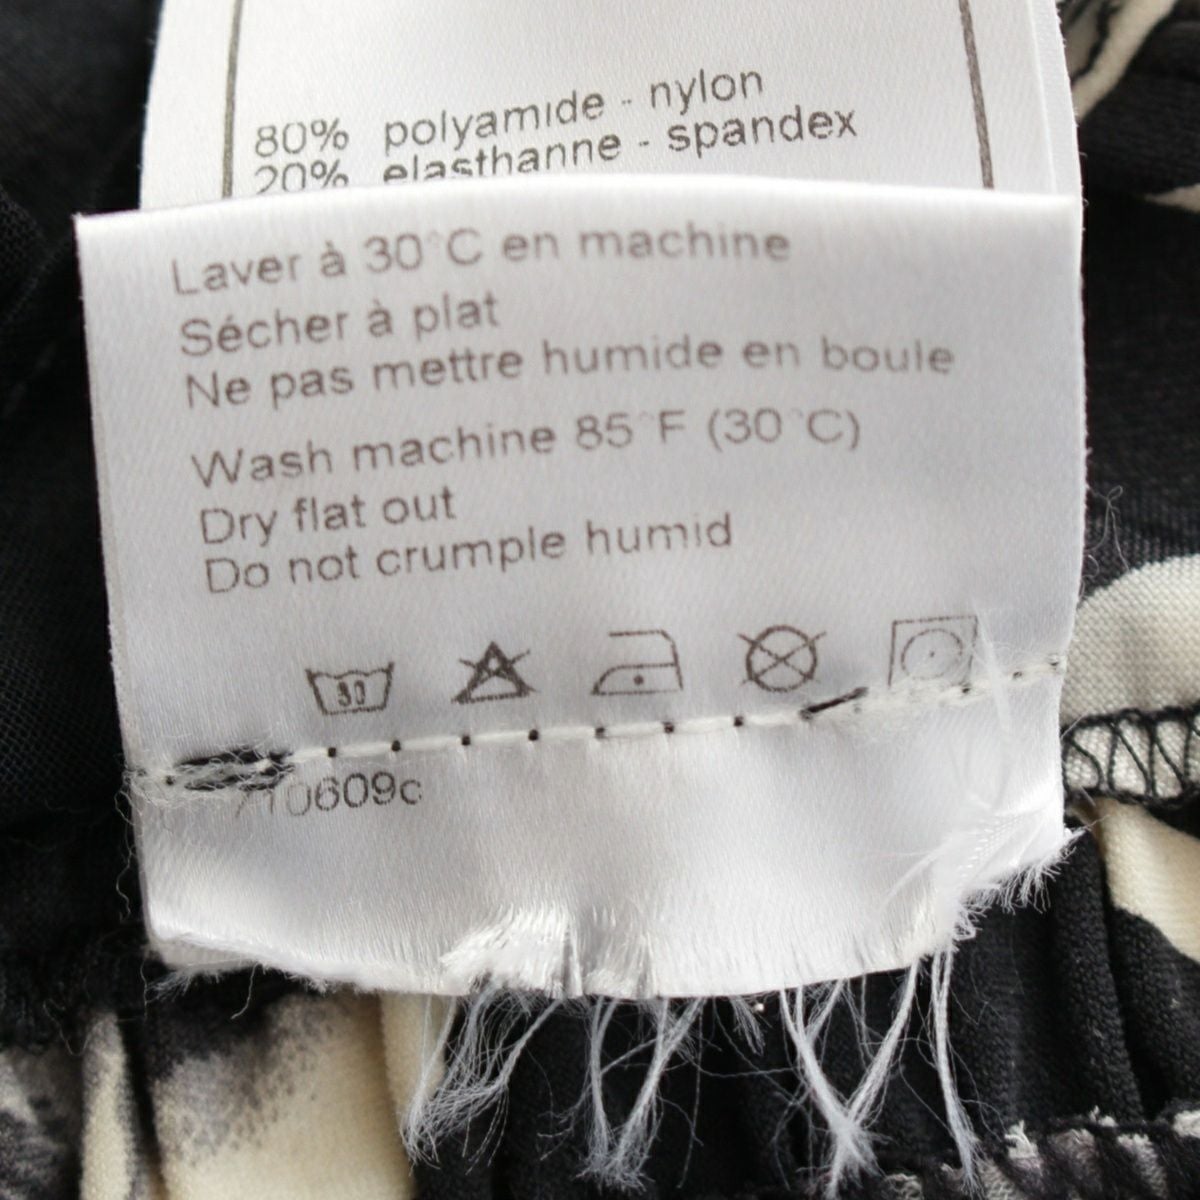 80% polyamide - nylon
20% elasthanne - spandex
Laver à 30°C en machine
Sécher à plat
Ne pas mettre humide en boule
Wash machine 85°F (30°C)
Dry flat out
Do not crumple humid
30
710609c